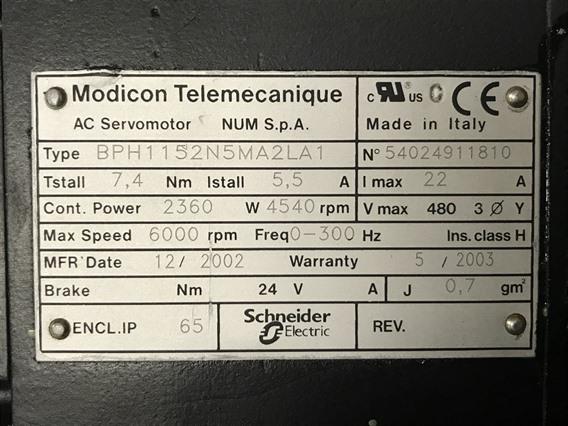 Modicon Telemecanique
AC Servomotor NUM S.p.A.
c UR us C CE
Made in Italy
Type BPH1152N5MA2LA1 N° 54024911810
Tstall 7,4 Nm Istall 5,5 A I max 22 A
Cont. Power 2360 W 4540 rpm V max 480 3 Ø Y
Max Speed 6000 rpm Freq 0-300 Hz Ins. class H
MFR Date 12/ 2002 Warranty 5 / 2003
Brake Nm 24 V A J 0,7 gm²
ENCL.IP 65 Schneider Electric REV.